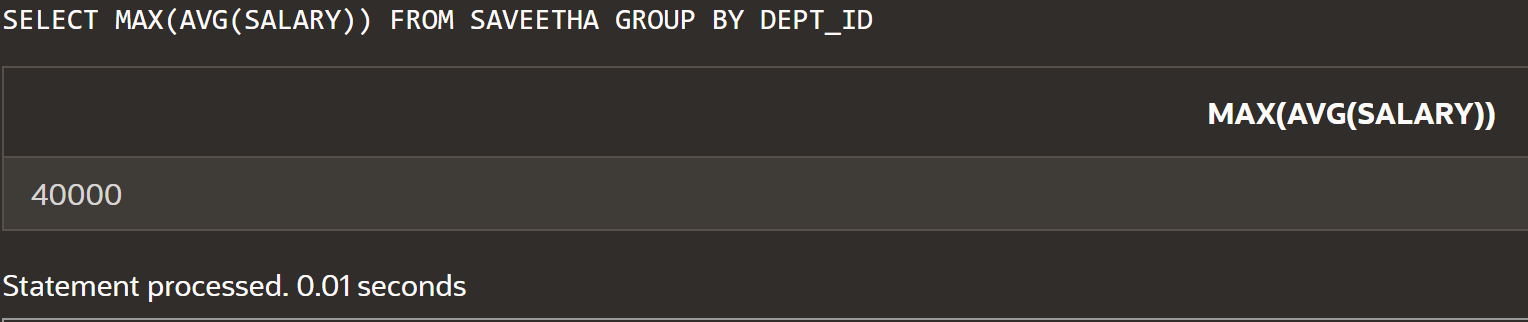 SELECT MAX(AVG(SALARY)) FROM SAVEETHA GROUP BY DEPT_ID
MAX(AVG(SALARY))
40000
Statement processed. 0.01 seconds